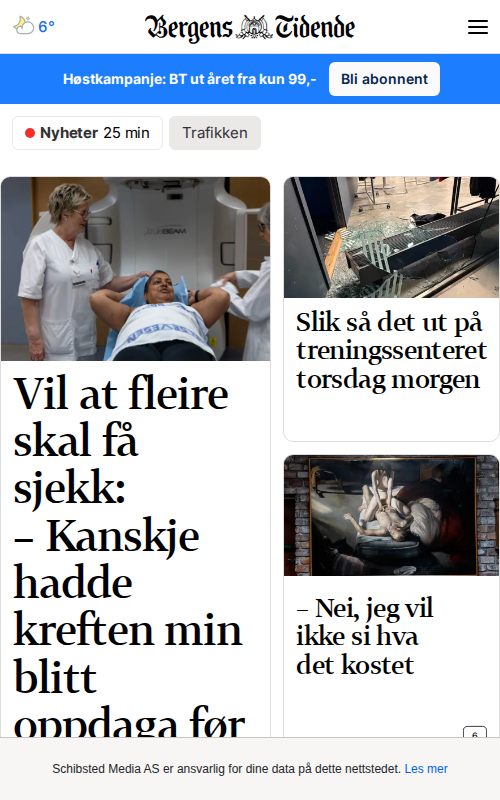 6°
Bergens Tidende
Høstkampanje: BT ut året fra kun 99,-
Bli abonnent
Nyheter 25 min
Trafikken
Vil at fleire
skal få
sjekk:
– Kanskje
hadde
kreften min
blitt
oppdaga før
Slik så det ut på
treningssenteret
torsdag morgen
– Nei, jeg vil
ikke si hva
det kostet
6
Schibsted Media AS er ansvarlig for dine data på dette nettstedet. Les mer